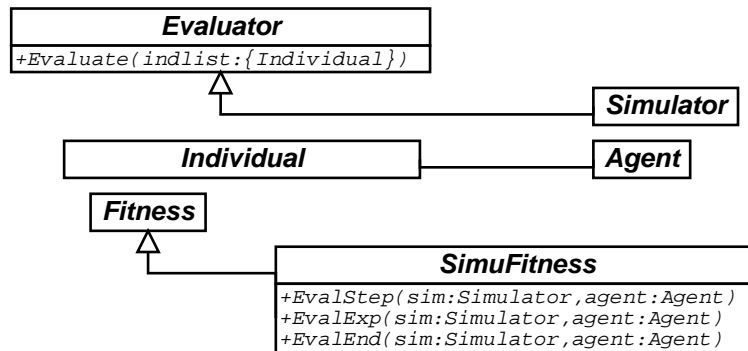 Evaluator
+Evaluate(indlist:{Individual})
Simulator
Individual
Agent
Fitness
SimuFitness
+EvalStep(sim:Simulator,agent:Agent)
+EvalExp(sim:Simulator,agent:Agent)
+EvalEnd(sim:Simulator,agent:Agent)